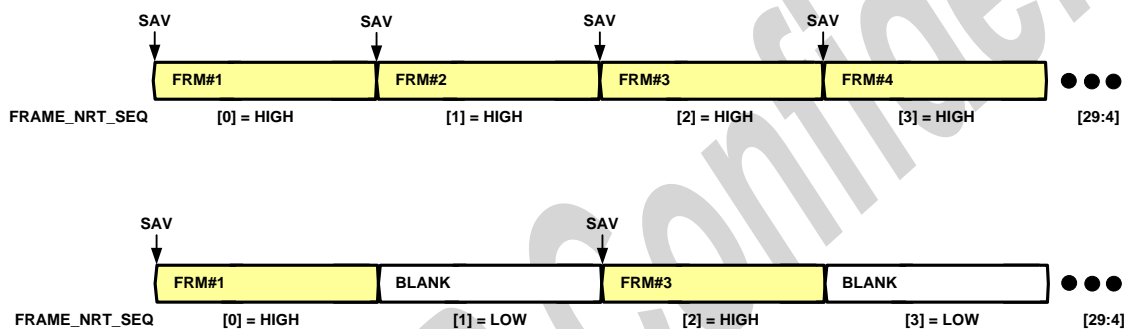 SAV SAV SAV SAV
FRM#1 FRM#2 FRM#3 FRM#4
FRAME_NRT_SEQ [0] = HIGH [1] = HIGH [2] = HIGH [3] = HIGH [29:4]
SAV SAV
FRM#1 BLANK FRM#3 BLANK
FRAME_NRT_SEQ [0] = HIGH [1] = LOW [2] = HIGH [3] = LOW [29:4]